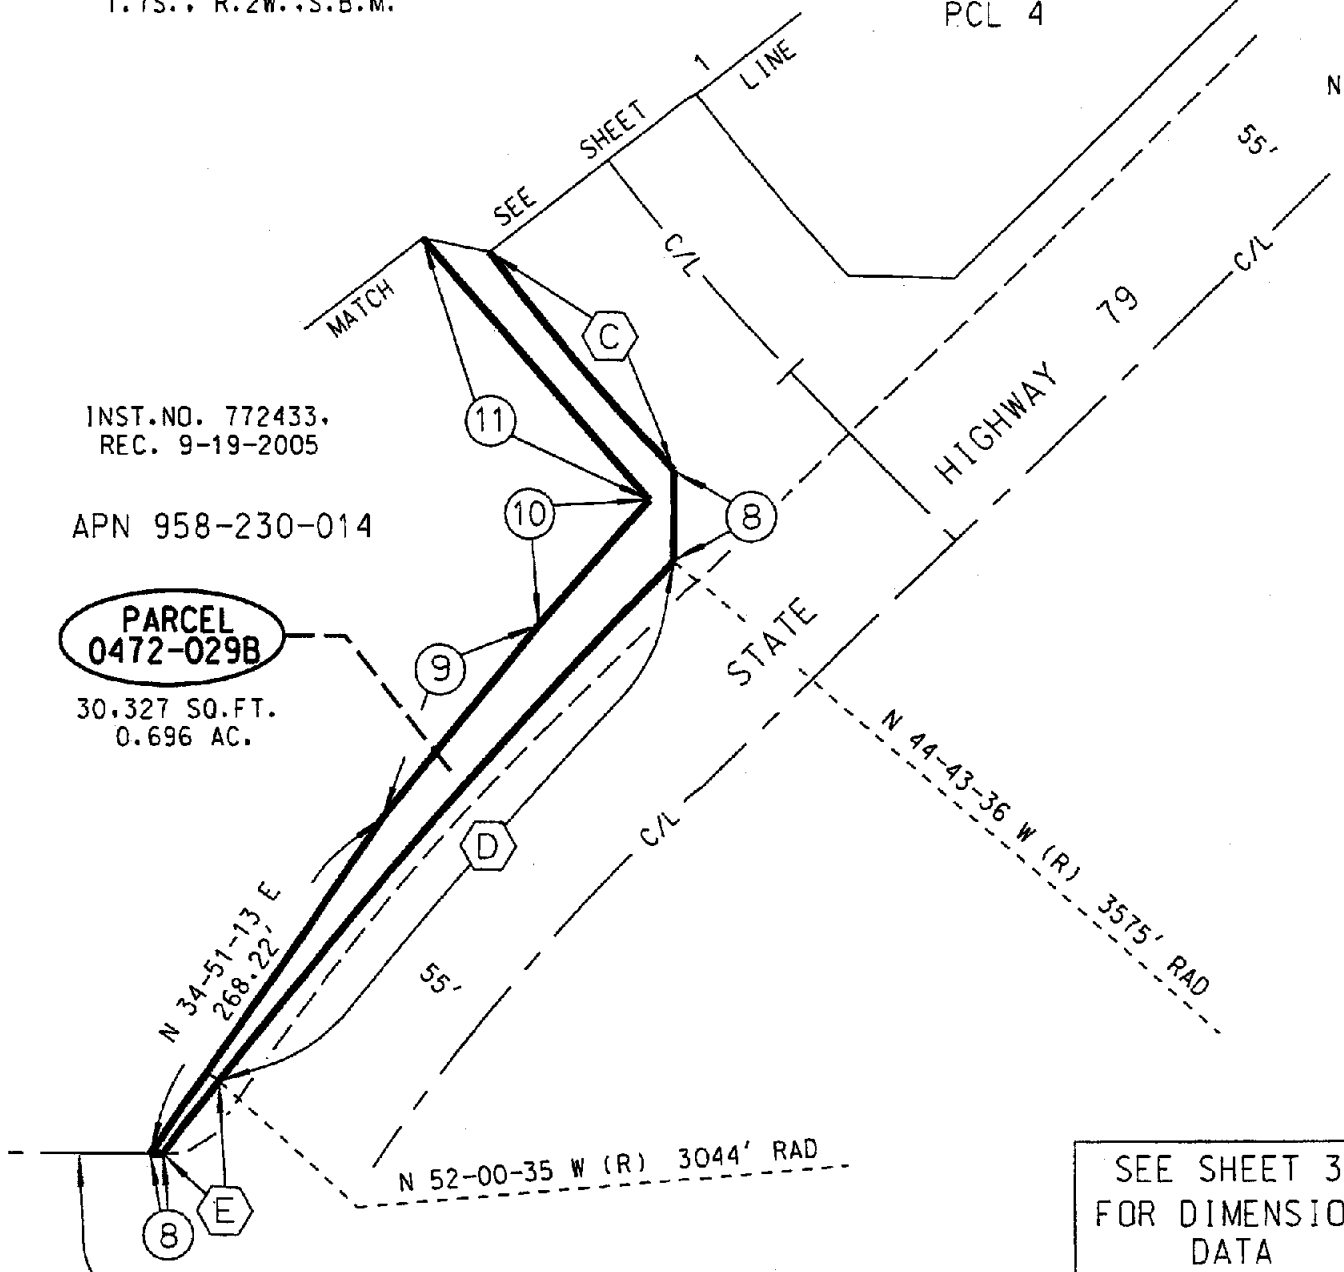 T.7S., R.2W.,S.B.M.
PCL 4
N
1
SEE SHEET LINE
MATCH
C/L
55'
C/L
79
HIGHWAY
STATE
C
11
INST.NO. 772433,
REC. 9-19-2005
10
8
APN 958-230-014
PARCEL
0472-029B
9
30,327 SQ.FT.
0.696 AC.
N 44-43-36 W (R) 3575' RAD
C/L
D
N 34-51-13 E
268.22'
55'
N 52-00-35 W (R) 3044' RAD
E
8
SEE SHEET 3
FOR DIMENSIO
DATA